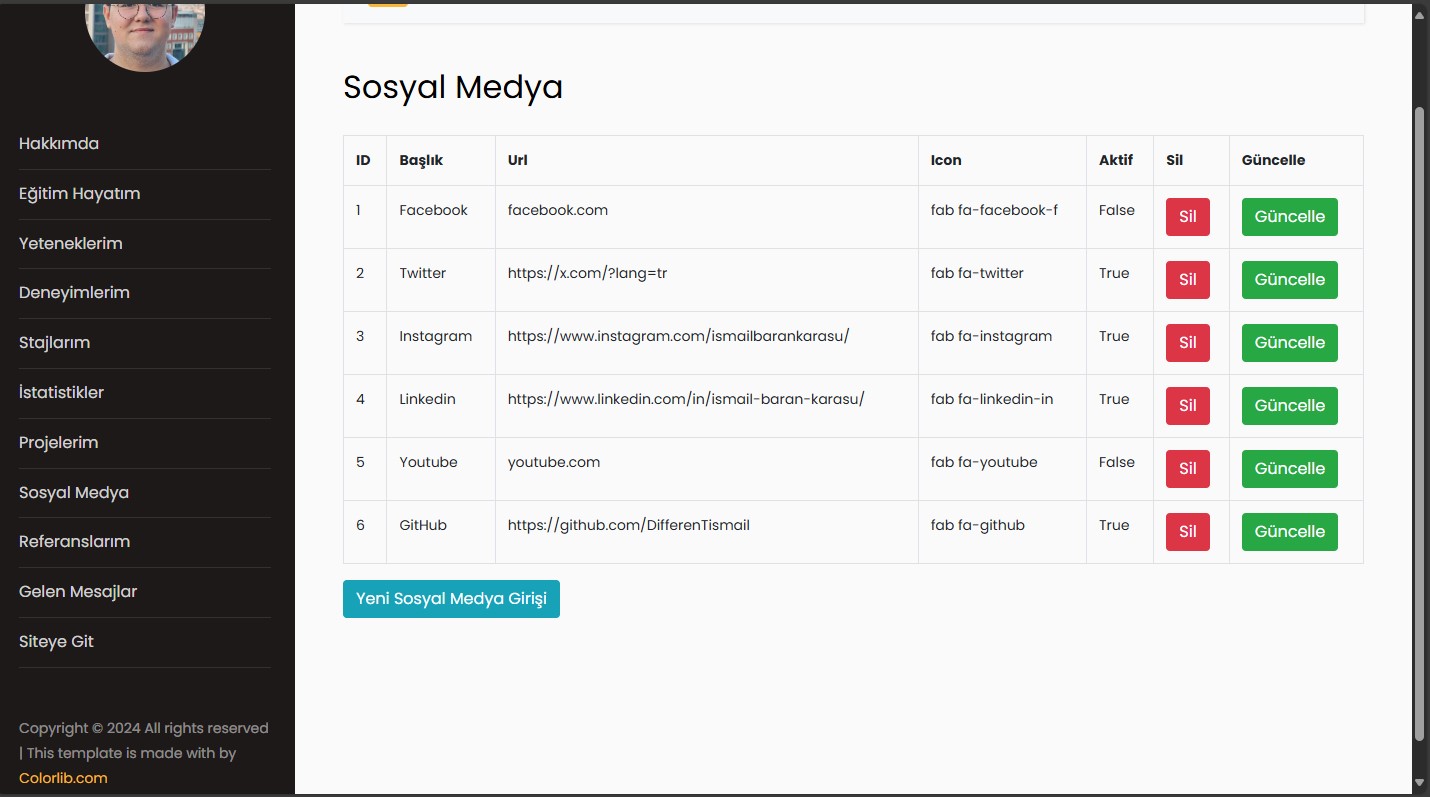 Hakkımda
Eğitim Hayatım
Yeteneklerim
Deneyimlerim
Stajlarım
İstatistikler
Projelerim
Sosyal Medya
Referanslarım
Gelen Mesajlar
Siteye Git
Copyright © 2024 All rights reserved
| This template is made with by
Colorlib.com
Sosyal Medya
ID Başlık Url Icon Aktif Sil Güncelle
1 Facebook facebook.com fab fa-facebook-f False Sil Güncelle
2 Twitter https://x.com/?lang=tr fab fa-twitter True Sil Güncelle
3 Instagram https://www.instagram.com/ismailbarankarasu/ fab fa-instagram True Sil Güncelle
4 Linkedin https://www.linkedin.com/in/ismail-baran-karasu/ fab fa-linkedin-in True Sil Güncelle
5 Youtube youtube.com fab fa-youtube False Sil Güncelle
6 GitHub https://github.com/DifferenTismail fab fa-github True Sil Güncelle
Yeni Sosyal Medya Girişi